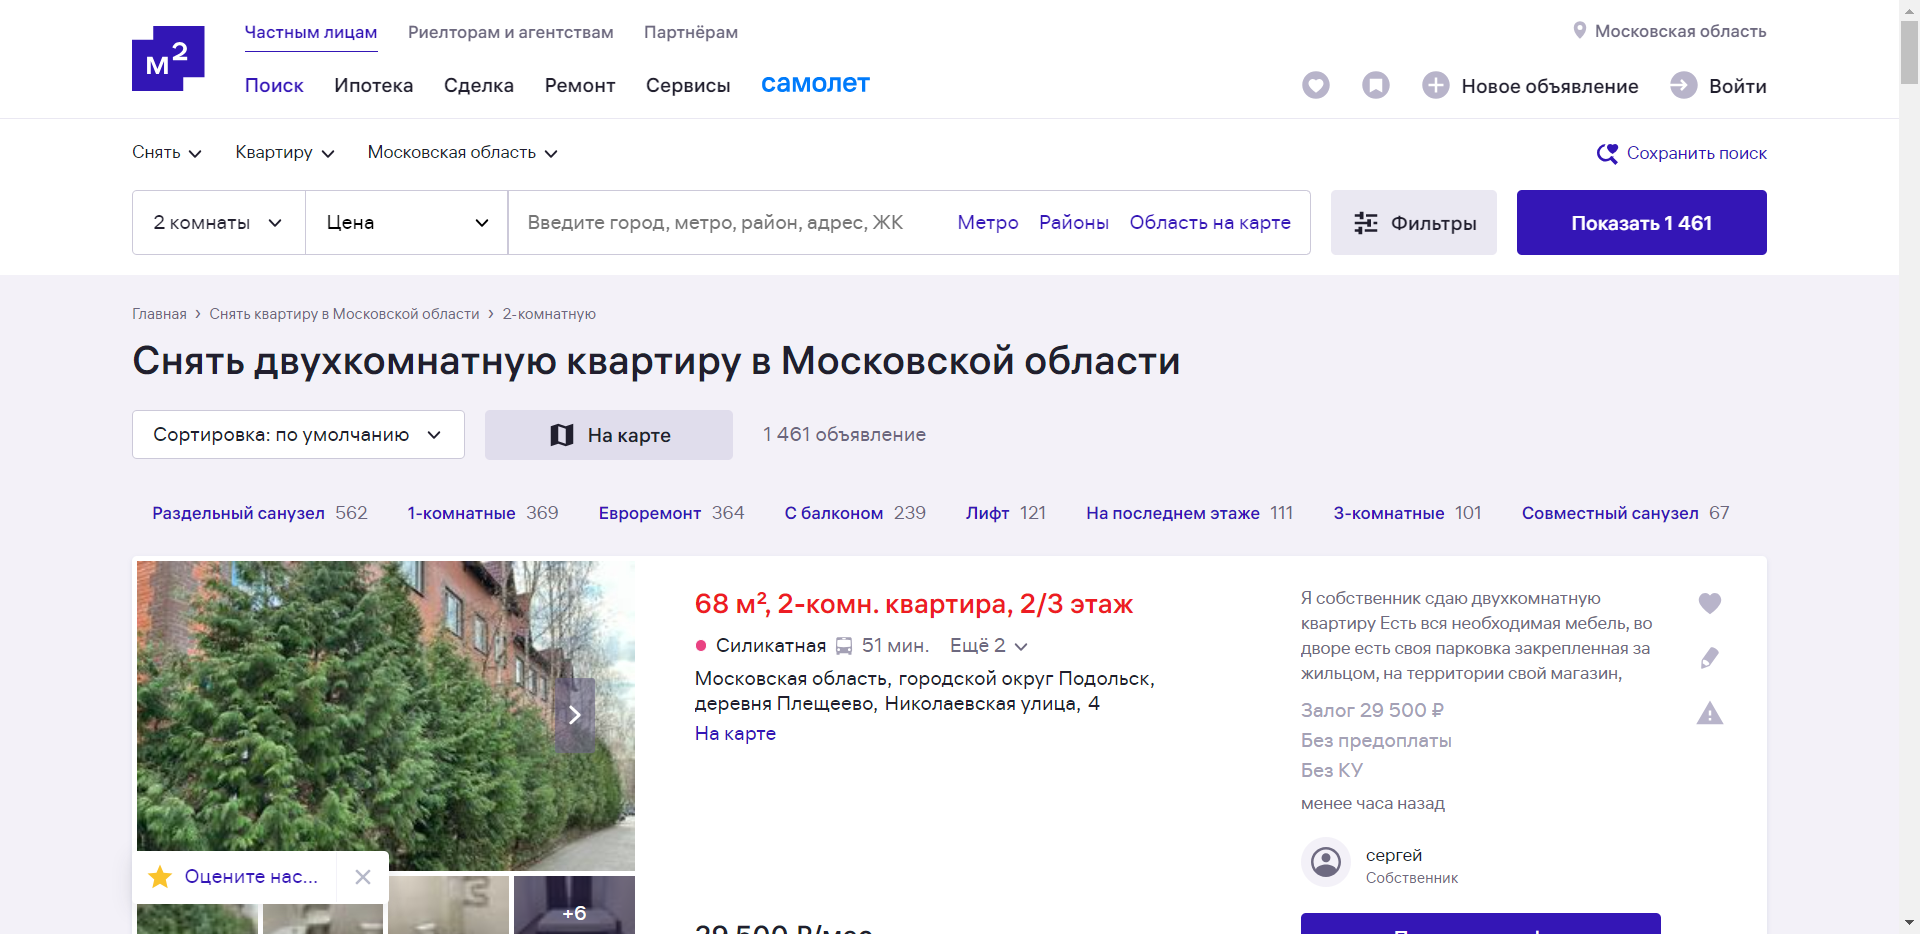 м²
Частным лицам Риелторам и агентствам Партнёрам
Московская область
Поиск Ипотека Сделка Ремонт Сервисы самолет
Новое объявление Войти
Снять Квартиру Московская область
Сохранить поиск
2 комнаты Цена Введите город, метро, район, адрес, ЖК Метро Районы Область на карте Фильтры Показать 1 461
Главная › Снять квартиру в Московской области › 2-комнатную
Снять двухкомнатную квартиру в Московской области
Сортировка: по умолчанию На карте 1 461 объявление
Раздельный санузел 562 1-комнатные 369 Евроремонт 364 С балконом 239 Лифт 121 На последнем этаже 111 3-комнатные 101 Совместный санузел 67
68 м², 2-комн. квартира, 2/3 этаж
Силикатная 51 мин. Ещё 2
Московская область, городской округ Подольск,
деревня Плещеево, Николаевская улица, 4
На карте
29 500 ₽/мес
Я собственник сдаю двухкомнатную
квартиру Есть вся необходимая мебель, во
дворе есть своя парковка закрепленная за
жильцом, на территории свой магазин,
Залог 29 500 ₽
Без предоплаты
Без КУ
менее часа назад
сергей
Собственник
Оцените нас...
+6